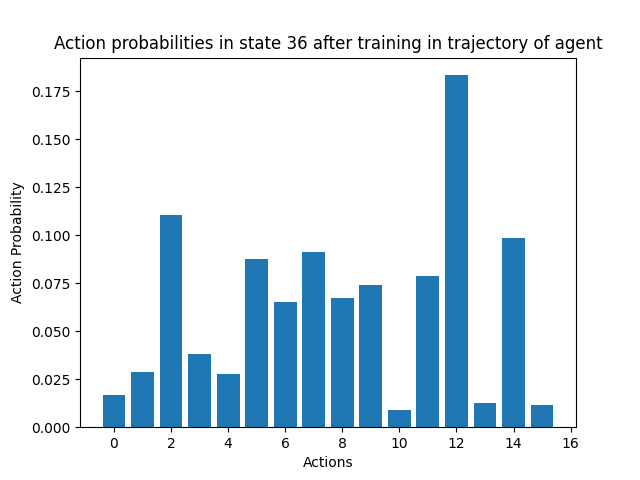 Action probabilities in state 36 after training in trajectory of agent
0.175
0.150
0.125
0.100
0.075
0.050
0.025
0.000
Action Probability
0 2 4 6 8 10 12 14 16
Actions